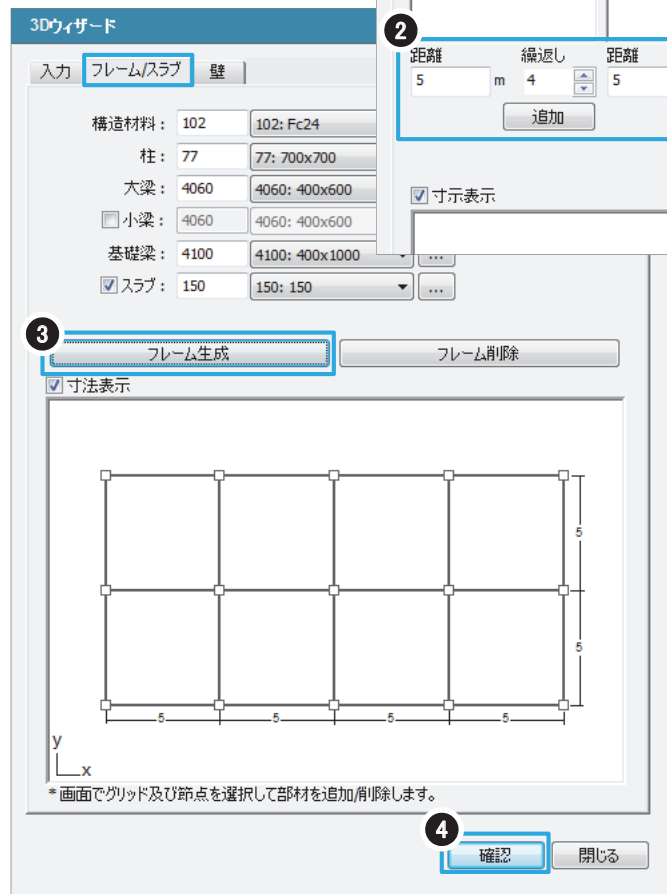 3Dウィザード
入力 フレーム/スラブ 壁
2
距離 繰返し 距離
5 m 4 5
追加
寸示表示
構造材料： 102 102: Fc24
柱： 77 77: 700x700
大梁： 4060 4060: 400x600
小梁： 4060 4060: 400x600
基礎梁： 4100 4100: 400x1000 ...
スラブ： 150 150: 150 ...
3
フレーム生成 フレーム削除
寸法表示
5
5
5 5 5 5
y
x
*画面でグリッド及び節点を選択して部材を追加/削除します。
4
確認 閉じる